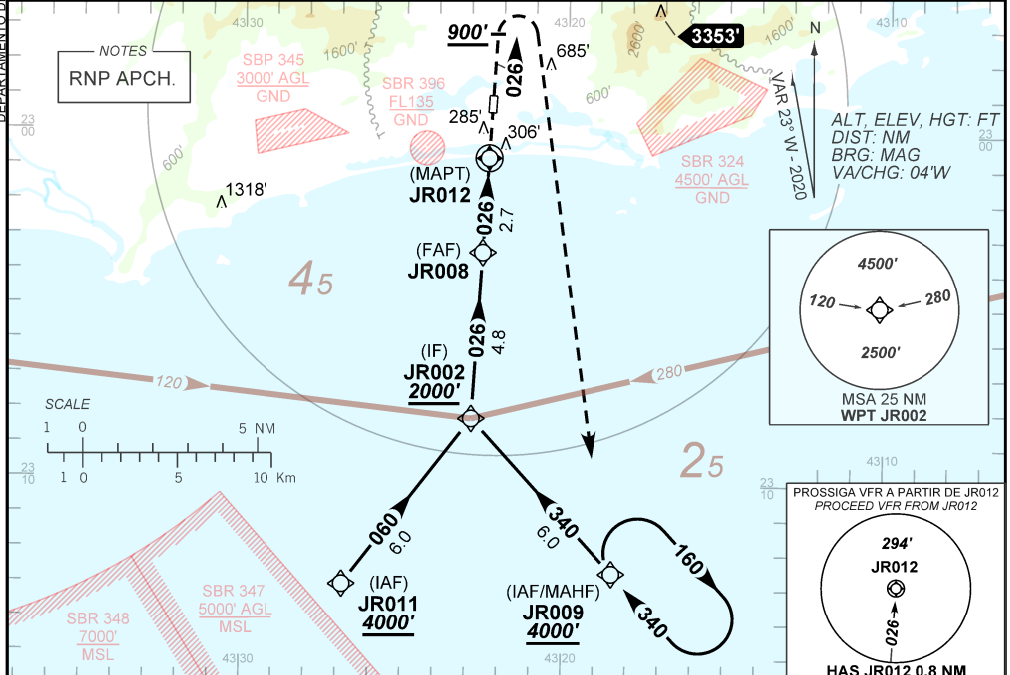 43 30
43 20
43 10
NOTES
RNP APCH.
DEPARTAMENTO D
SBP 345
3000' AGL
GND
SBR 396
FL135
GND
1600'
900'
026
685'
600'
2600'
3353'
1600'
N
VAR 23° W - 2020
ALT, ELEV, HGT: FT
DIST: NM
BRG: MAG
VA/CHG: 04'W
23
00
23
00
600'
1318'
285'
306'
(MAPT)
JR012
SBR 324
4500' AGL
GND
026
2.7
(FAF)
JR008
45
026
4.8
(IF)
JR002
2000'
120
280
4500'
120
280
2500'
MSA 25 NM
WPT JR002
SCALE
1 0 5 NM
1 0 5 10 Km
23
10
25
43 10
23
10
060
6.0
340
6.0
(IAF)
JR011
4000'
(IAF/MAHF)
JR009
4000'
160
340
SBR 347
5000' AGL
MSL
SBR 348
7000'
MSL
43 30
43 20
PROSSIGA VFR A PARTIR DE JR012
PROCEED VFR FROM JR012
294'
JR012
026
HAS JR012 0.8 NM